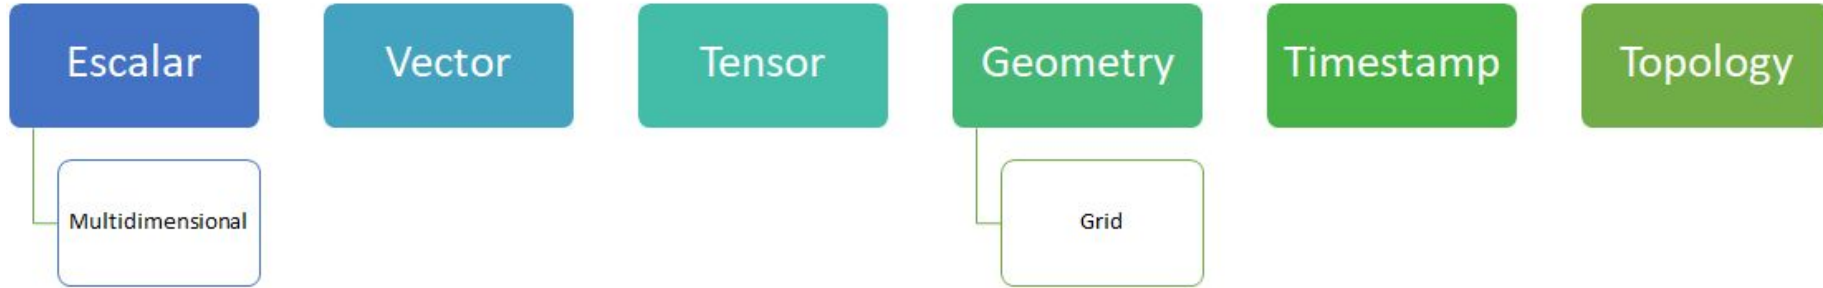 Escalar
Vector
Tensor
Geometry
Timestamp
Topology
Multidimensional
Grid